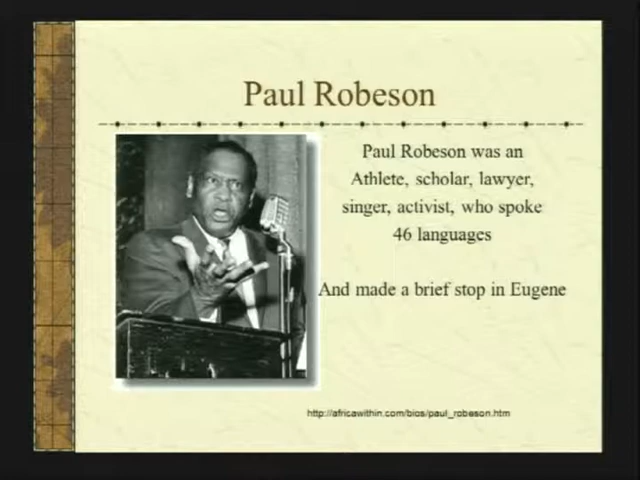 Paul Robeson
Paul Robeson was an
Athlete, scholar, lawyer,
singer, activist, who spoke
46 languages
And made a brief stop in Eugene
http://africawithin.com/bios/paul_robeson.htm